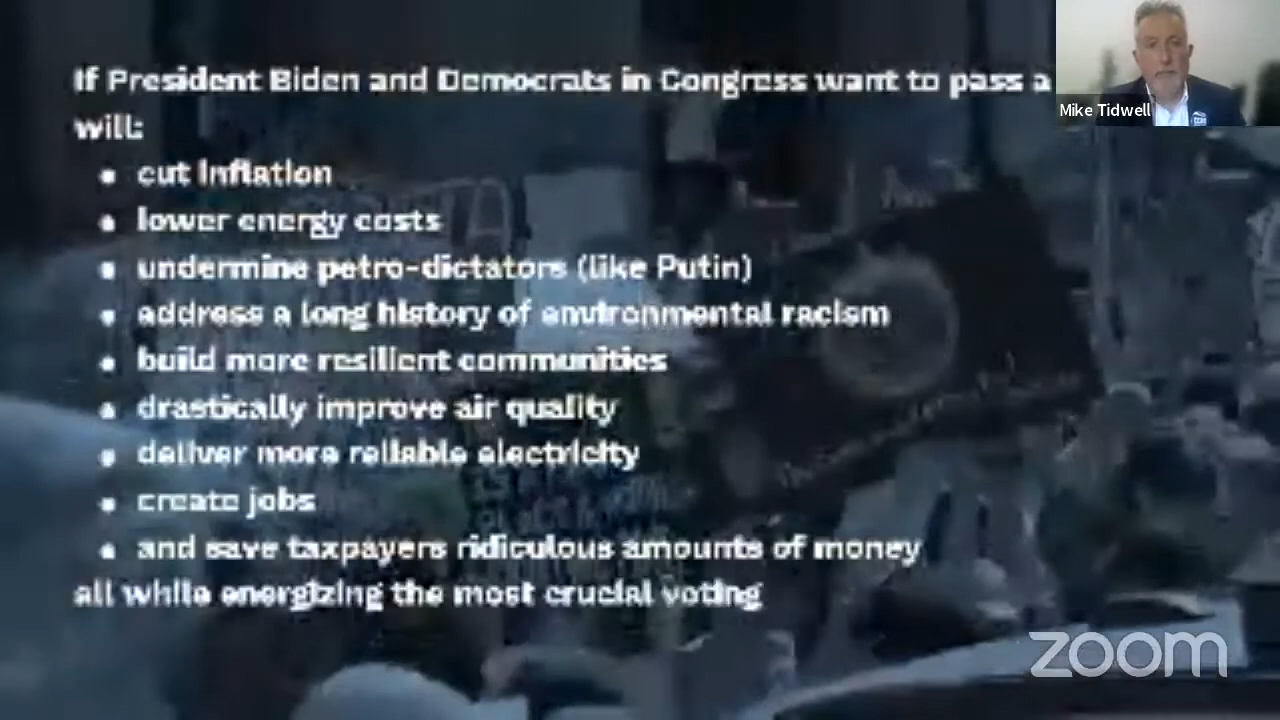 If President Biden and Democrats in Congress want to pass a
will:
• cut inflation
• lower energy costs
• undermine petro-dictators (like Putin)
• address a long history of environmental racism
• build more resilient communities
• drastically improve air quality
• deliver more reliable electricity
• create jobs
• and save taxpayers ridiculous amounts of money
all while energizing the most crucial voting
Mike Tidwell
zoom